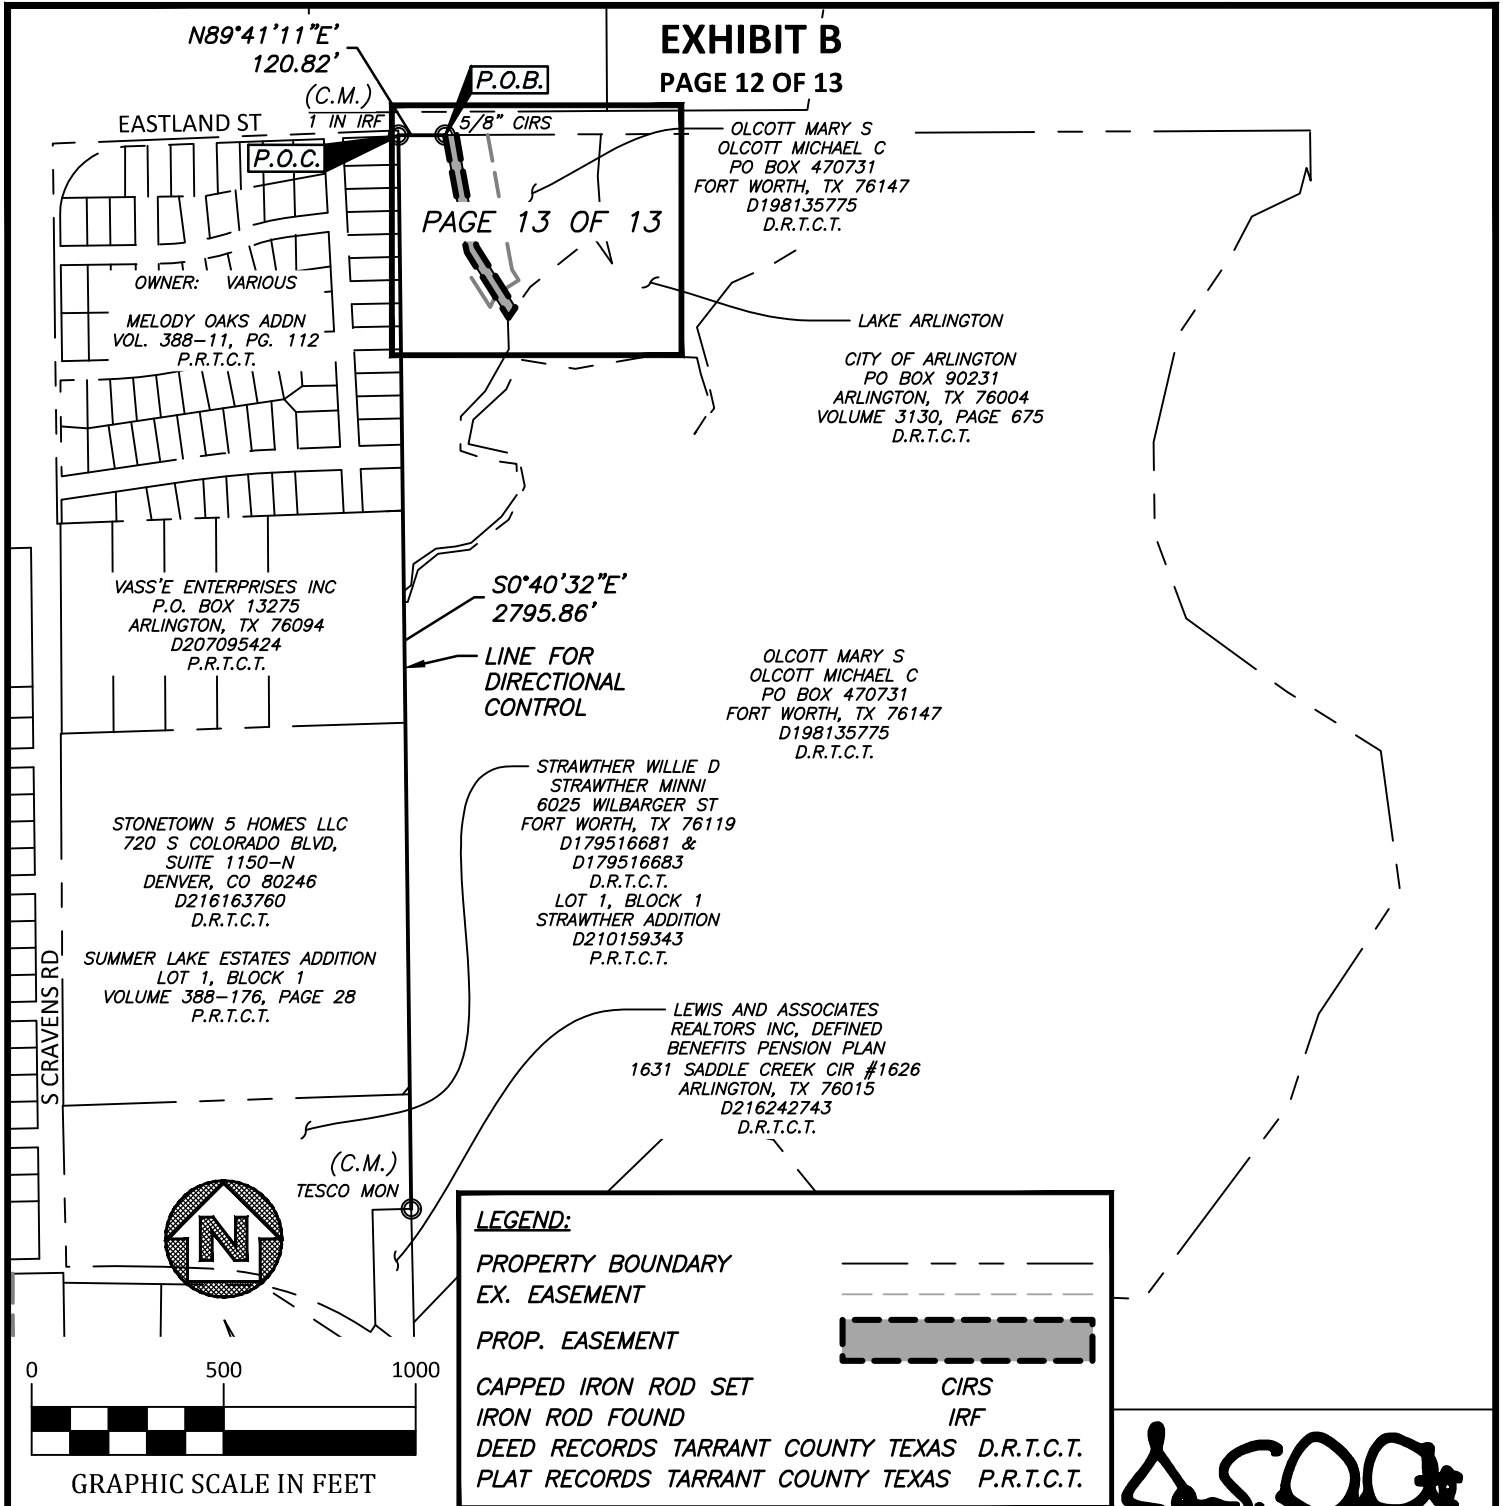 EXHIBIT B
PAGE 12 OF 13
N89°41'11"E'
120.82'
P.O.B.
(C.M.)
1 IN IRF
5/8" CIRS
EASTLAND ST
P.O.C.
OLCOTT MARY S
OLCOTT MICHAEL C
PO BOX 470731
FORT WORTH, TX 76147
D198135775
D.R.T.C.T.
PAGE 13 OF 13
OWNER: VARIOUS
MELODY OAKS ADDN
VOL. 388-11, PG. 112
P.R.T.C.T.
LAKE ARLINGTON
CITY OF ARLINGTON
PO BOX 90231
ARLINGTON, TX 76004
VOLUME 3130, PAGE 675
D.R.T.C.T.
VASS'E ENTERPRISES INC
P.O. BOX 13275
ARLINGTON, TX 76094
D207095424
P.R.T.C.T.
S0°40'32"E'
2795.86'
LINE FOR
DIRECTIONAL
CONTROL
OLCOTT MARY S
OLCOTT MICHAEL C
PO BOX 470731
FORT WORTH, TX 76147
D198135775
D.R.T.C.T.
STRAWTHER WILLIE D
STRAWTHER MINNI
6025 WILBARGER ST
FORT WORTH, TX 76119
D179516681 &
D179516683
D.R.T.C.T.
LOT 1, BLOCK 1
STRAWTHER ADDITION
D210159343
P.R.T.C.T.
STONETOWN 5 HOMES LLC
720 S COLORADO BLVD,
SUITE 1150-N
DENVER, CO 80246
D216163760
D.R.T.C.T.
SUMMER LAKE ESTATES ADDITION
LOT 1, BLOCK 1
VOLUME 388-176, PAGE 28
P.R.T.C.T.
S CRAVENS RD
LEWIS AND ASSOCIATES
REALTORS INC, DEFINED
BENEFITS PENSION PLAN
1631 SADDLE CREEK CIR #1626
ARLINGTON, TX 76015
D216242743
D.R.T.C.T.
(C.M.)
TESCO MON
N
LEGEND:
PROPERTY BOUNDARY
EX. EASEMENT
PROP. EASEMENT
CAPPED IRON ROD SET CIRS
IRON ROD FOUND IRF
DEED RECORDS TARRANT COUNTY TEXAS D.R.T.C.T.
PLAT RECORDS TARRANT COUNTY TEXAS P.R.T.C.T.
0 500 1000
GRAPHIC SCALE IN FEET